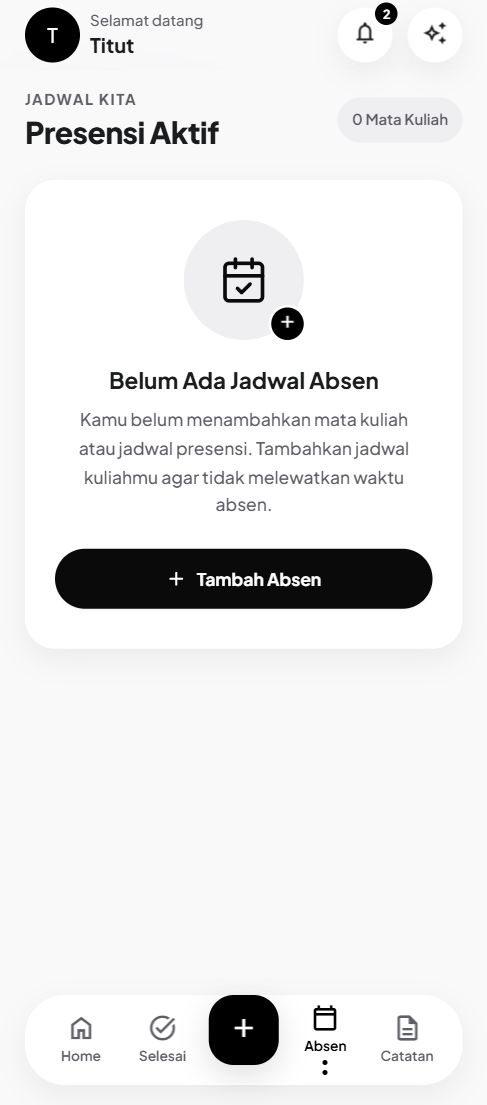 T
Selamat datang
Titut
2
JADWAL KITA
Presensi Aktif
0 Mata Kuliah
Belum Ada Jadwal Absen
Kamu belum menambahkan mata kuliah
atau jadwal presensi. Tambahkan jadwal
kuliahmu agar tidak melewatkan waktu
absen.
+ Tambah Absen
Home
Selesai
Absen
Catatan